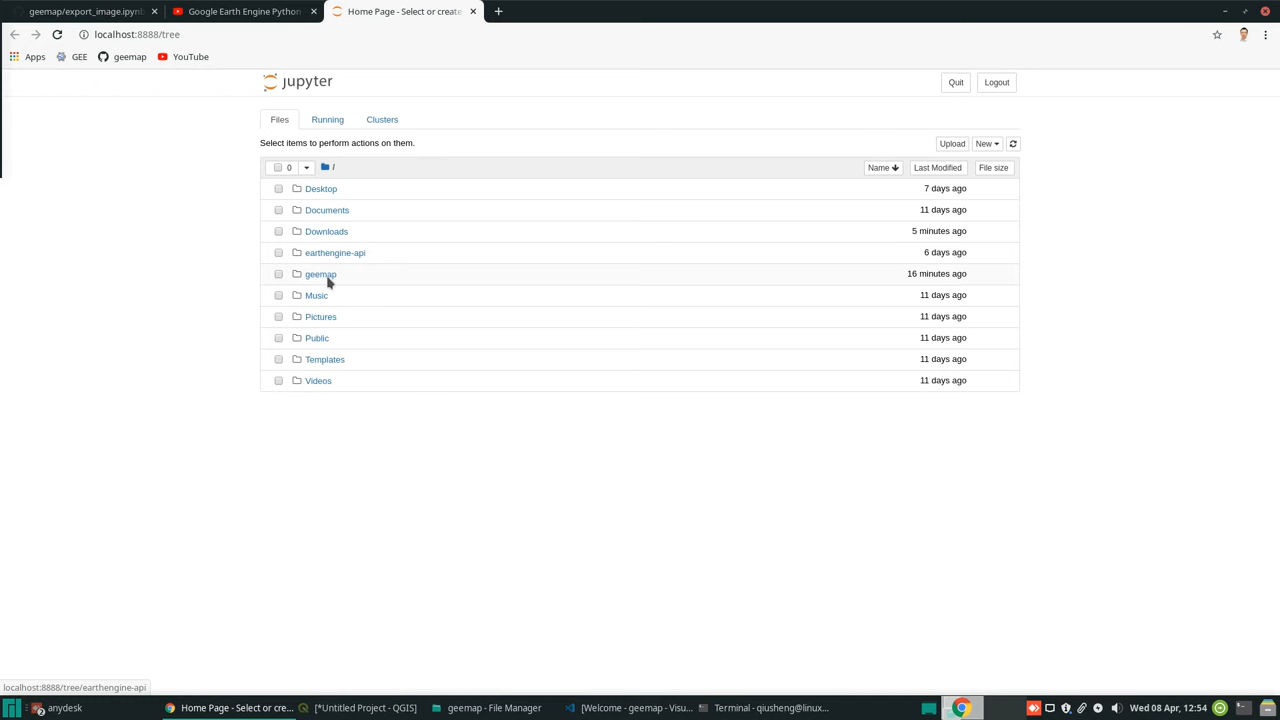 geemap/export_image.ipynb
Google Earth Engine Python
Home Page - Select or create
localhost:8888/tree
Apps
GEE
geemap
YouTube
jupyter
Quit
Logout
Files
Running
Clusters
Select items to perform actions on them.
Upload
New
0
/
Name
Last Modified
File size
Desktop
7 days ago
Documents
11 days ago
Downloads
5 minutes ago
earthengine-api
6 days ago
geemap
16 minutes ago
Music
11 days ago
Pictures
11 days ago
Public
11 days ago
Templates
11 days ago
Videos
11 days ago
localhost:8888/tree/earthengine-api
2
anydesk
Home Page - Select or cre...
[*Untitled Project - QGIS]
geemap - File Manager
[Welcome - geemap - Visu...
Terminal - qiusheng@linux...
Wed 08 Apr, 12:54